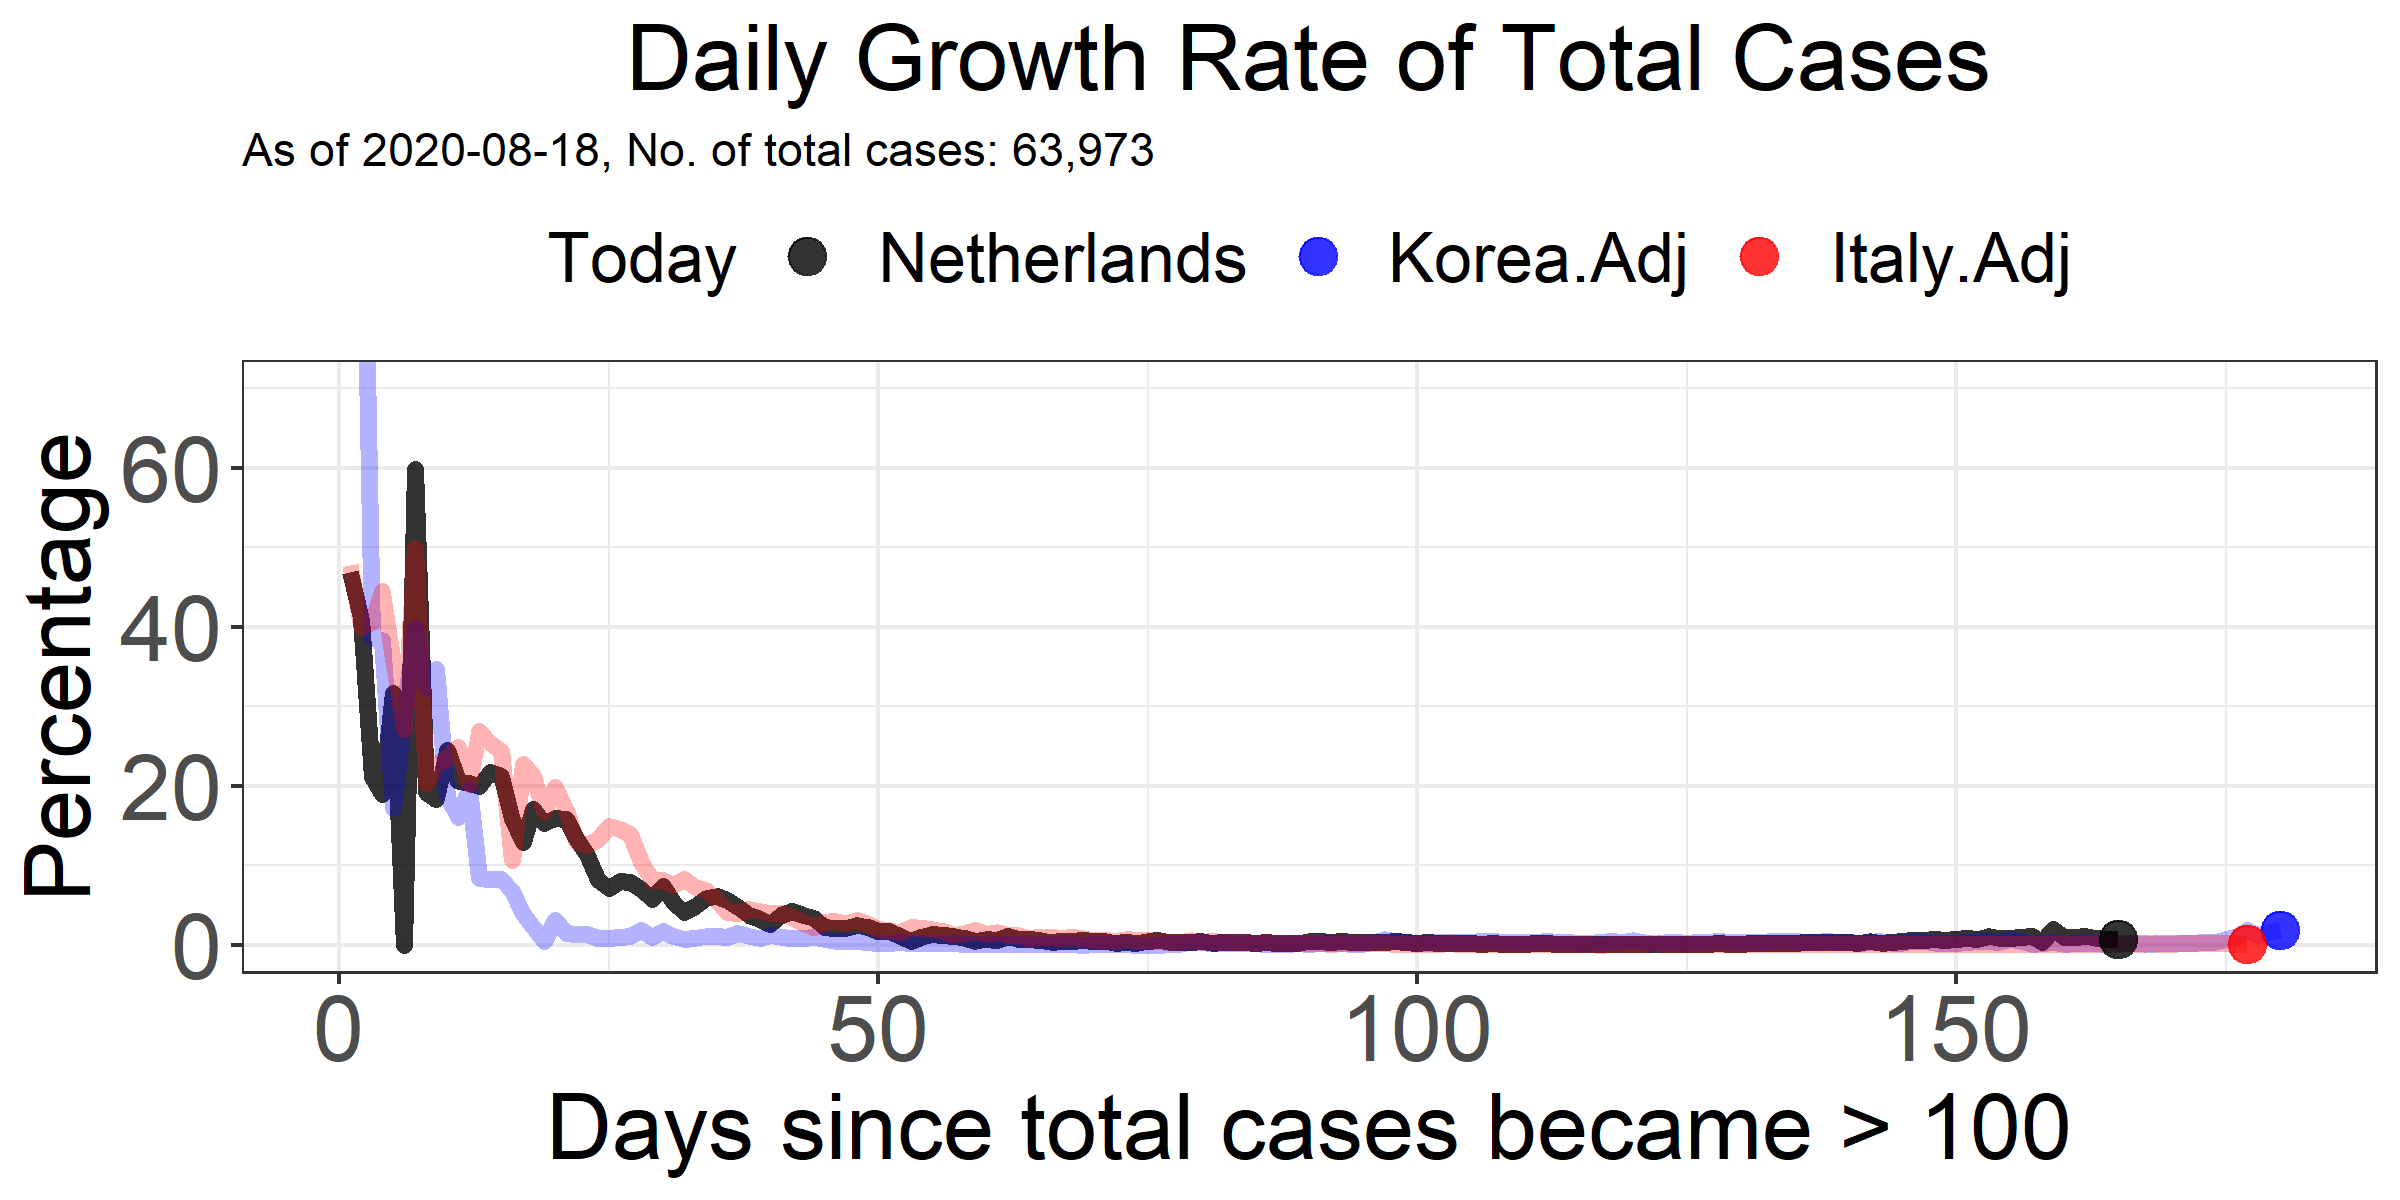 Daily Growth Rate of Total Cases
As of 2020-08-18, No. of total cases: 63,973
Today Netherlands Korea.Adj Italy.Adj
Percentage
60
40
20
0
0 50 100 150
Days since total cases became > 100